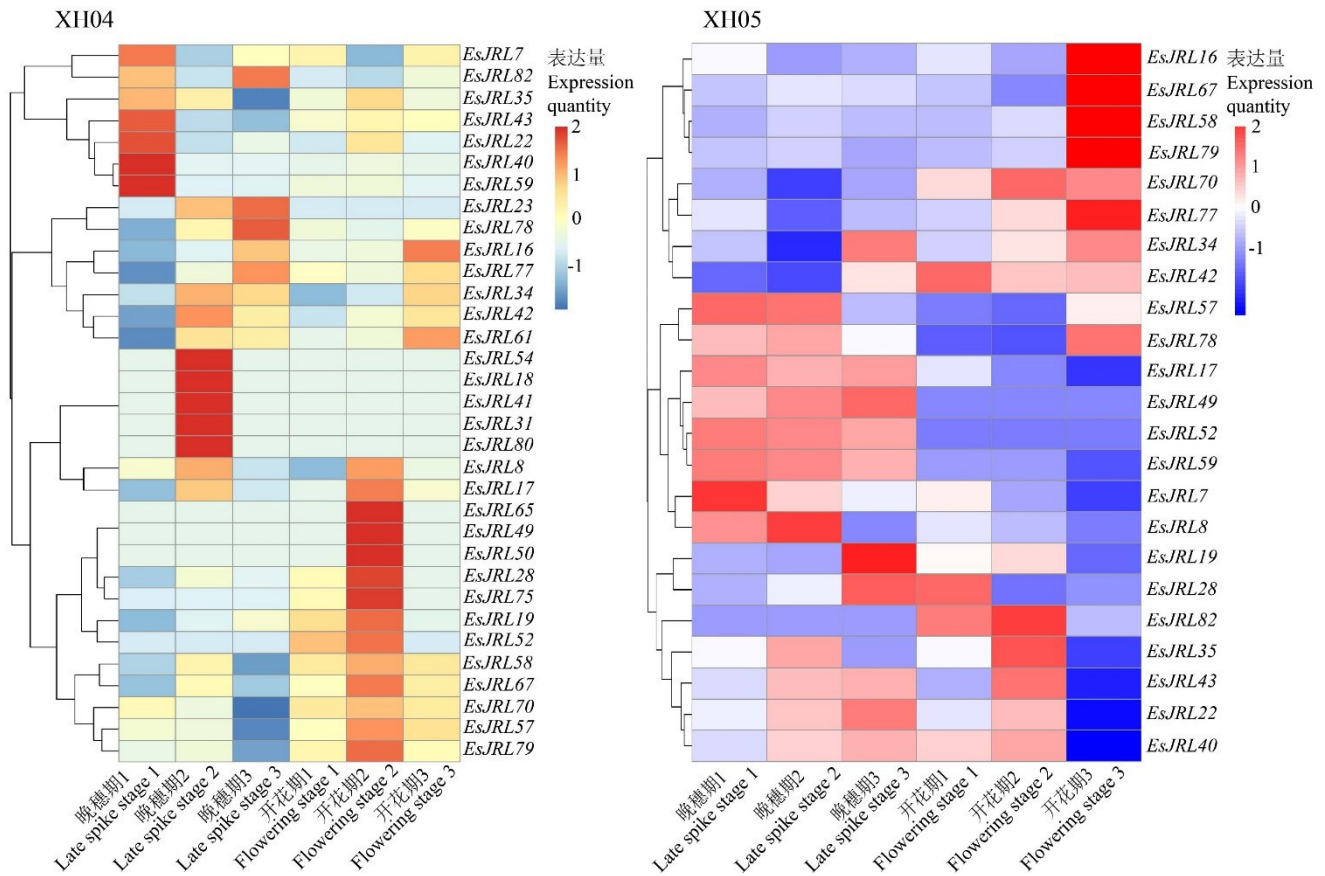 XH04
EsJRL7
EsJRL82
EsJRL35
EsJRL43
EsJRL22
EsJRL40
EsJRL59
EsJRL23
EsJRL78
EsJRL16
EsJRL77
EsJRL34
EsJRL42
EsJRL61
EsJRL54
EsJRL18
EsJRL41
EsJRL31
EsJRL80
EsJRL8
EsJRL17
EsJRL65
EsJRL49
EsJRL50
EsJRL28
EsJRL75
EsJRL19
EsJRL52
EsJRL58
EsJRL67
EsJRL70
EsJRL57
EsJRL79
表达量
Expression
quantity
2
1
0
-1
晚穗期1
Late spike stage 1
晚穗期2
Late spike stage 2
晚穗期3
Late spike stage 3
开花期1
Flowering stage 1
开花期2
Flowering stage 2
开花期3
Flowering stage 3
XH05
EsJRL16
EsJRL67
EsJRL58
EsJRL79
EsJRL70
EsJRL77
EsJRL34
EsJRL42
EsJRL57
EsJRL78
EsJRL17
EsJRL49
EsJRL52
EsJRL59
EsJRL7
EsJRL8
EsJRL19
EsJRL28
EsJRL82
EsJRL35
EsJRL43
EsJRL22
EsJRL40
表达量
Expression
quantity
2
1
0
-1
晚穗期1
Late spike stage 1
晚穗期2
Late spike stage 2
晚穗期3
Late spike stage 3
开花期1
Flowering stage 1
开花期2
Flowering stage 2
开花期3
Flowering stage 3